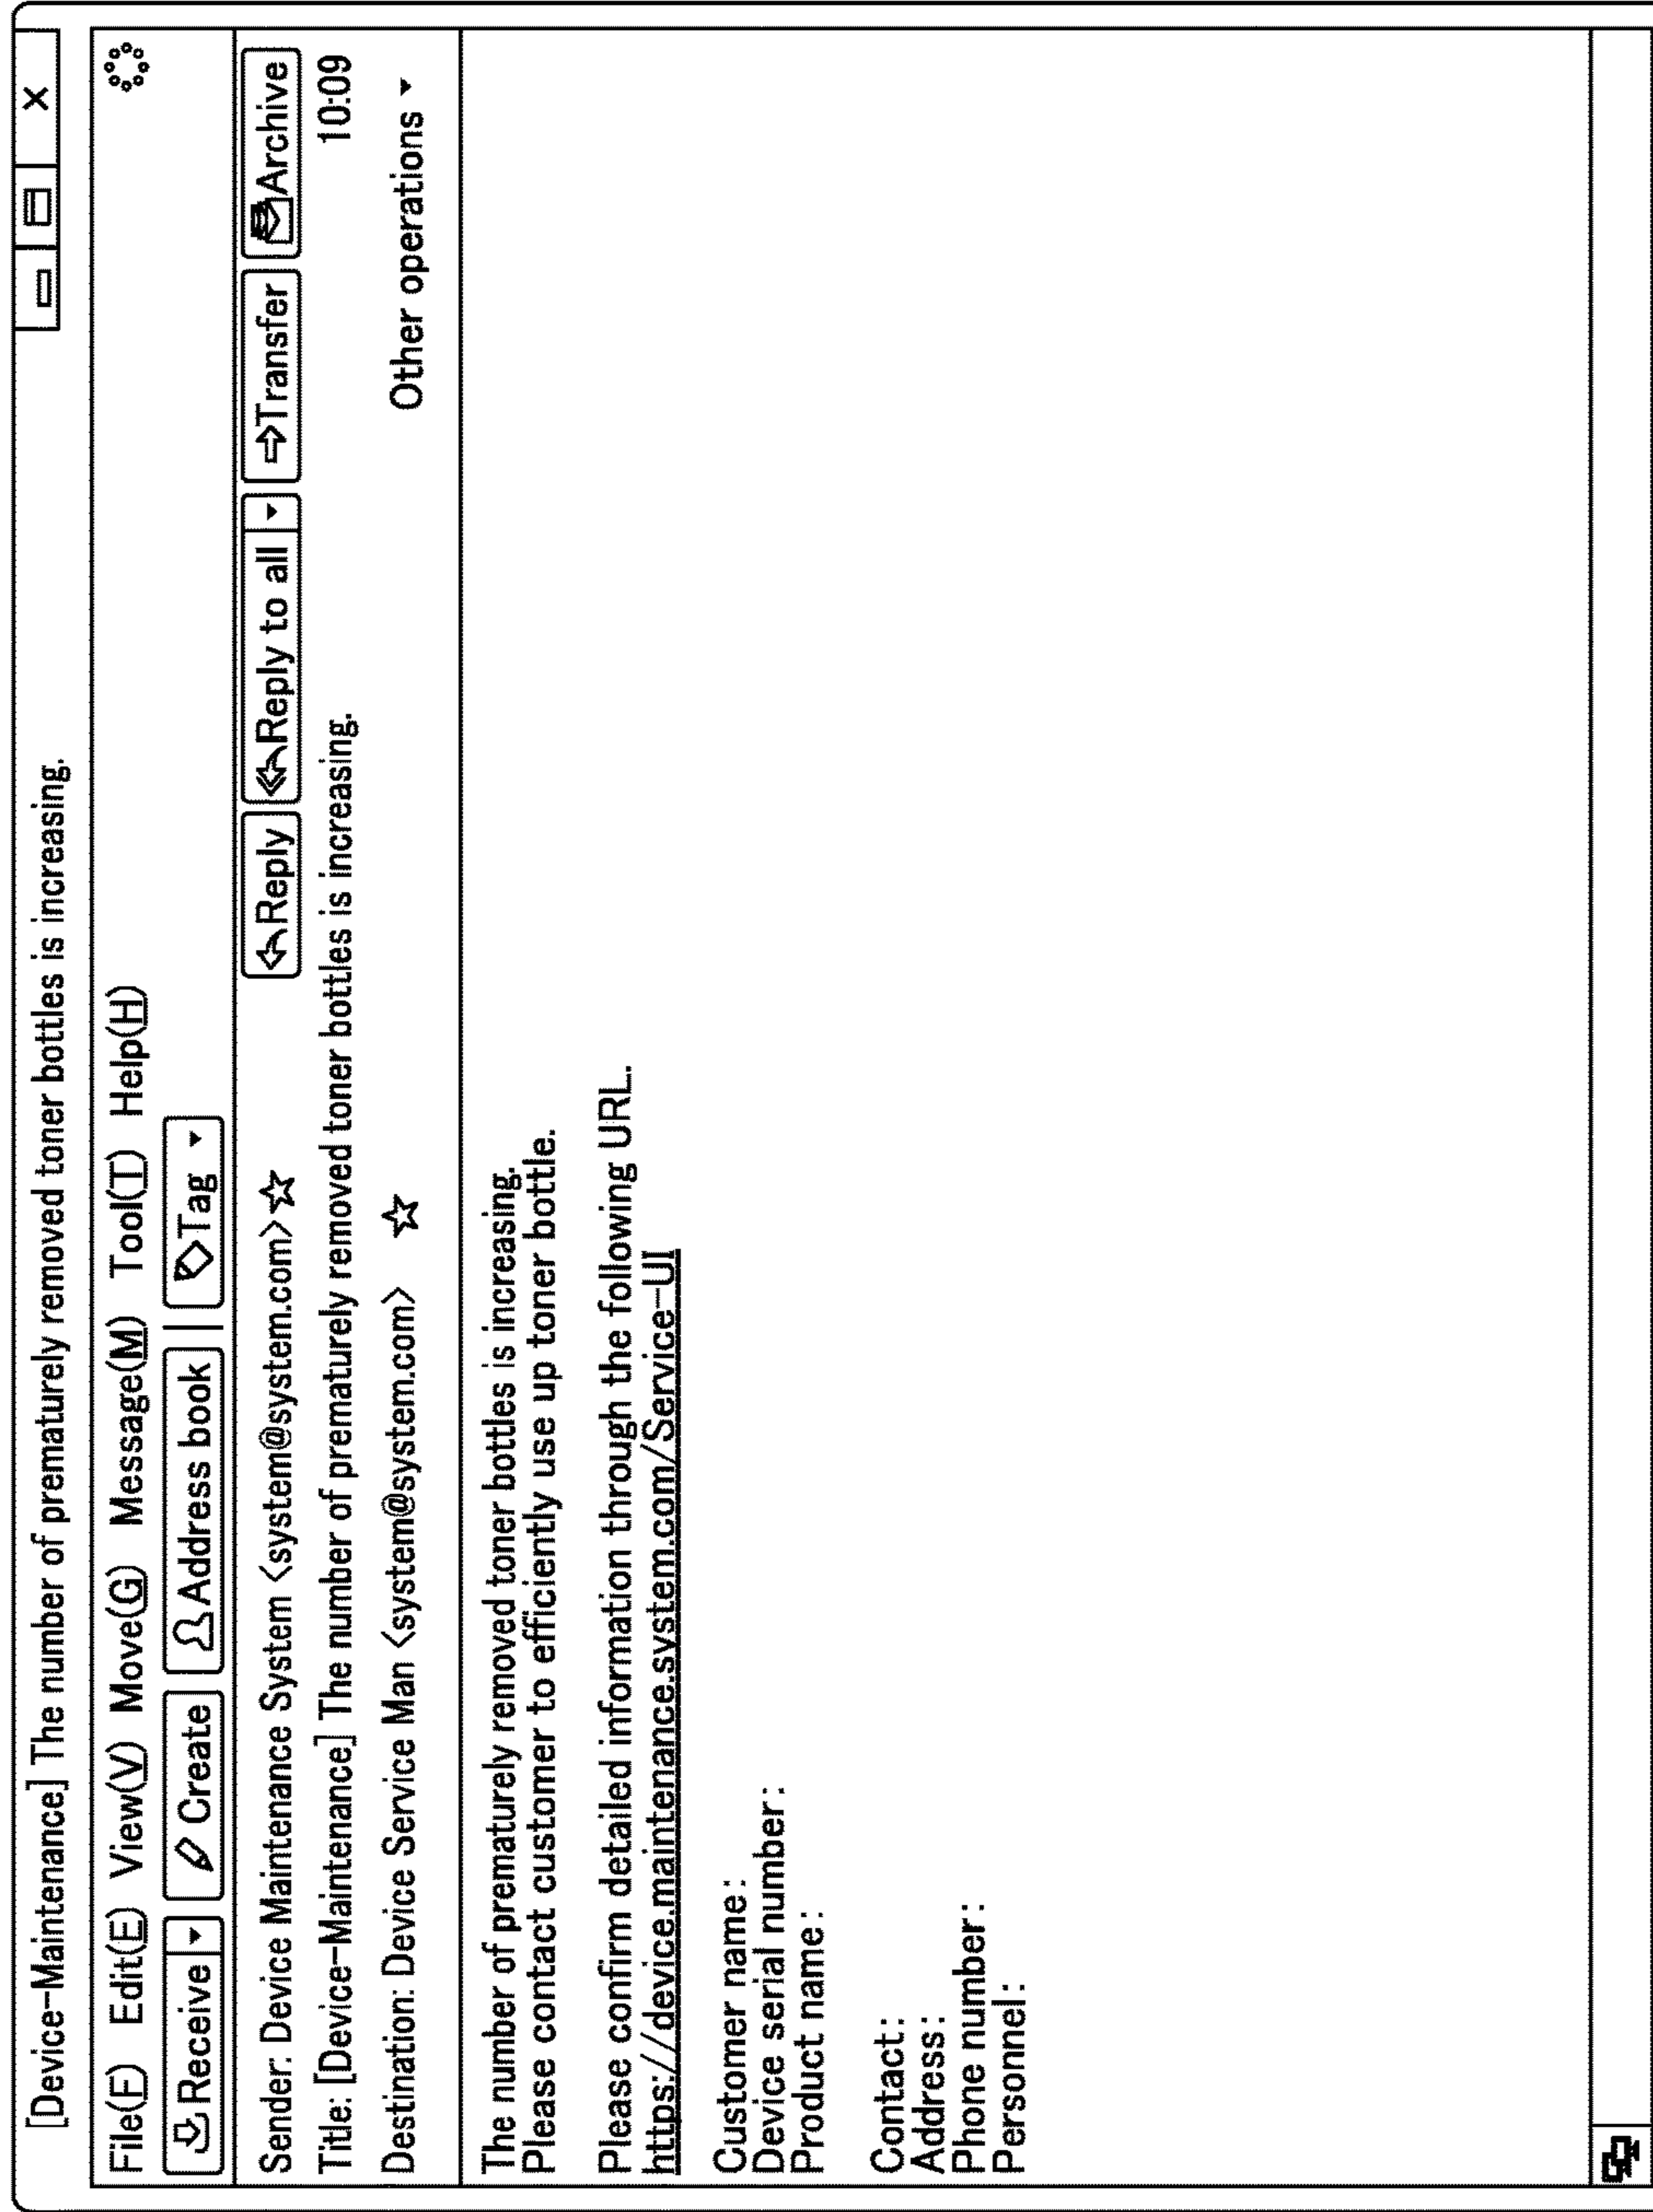 [Device-Maintenance] The number of prematurely removed toner bottles is increasing.
File(F) Edit(E) View(V) Move(G) Message(M) Tool(T) Help(H)
Receive Create Address book Tag
Sender: Device Maintenance System <system@system.com> Reply Reply to all Transfer Archive
Title: [Device-Maintenance] The number of prematurely removed toner bottles is increasing. 10:09
Destination: Device Service Man <system@system.com> Other operations
The number of prematurely removed toner bottles is increasing.
Please contact customer to efficiently use up toner bottle.
Please confirm detailed information through the following URL.
https://device.maintenance.system.com/Service-UI
Customer name:
Device serial number:
Product name:
Contact:
Address:
Phone number:
Personnel: